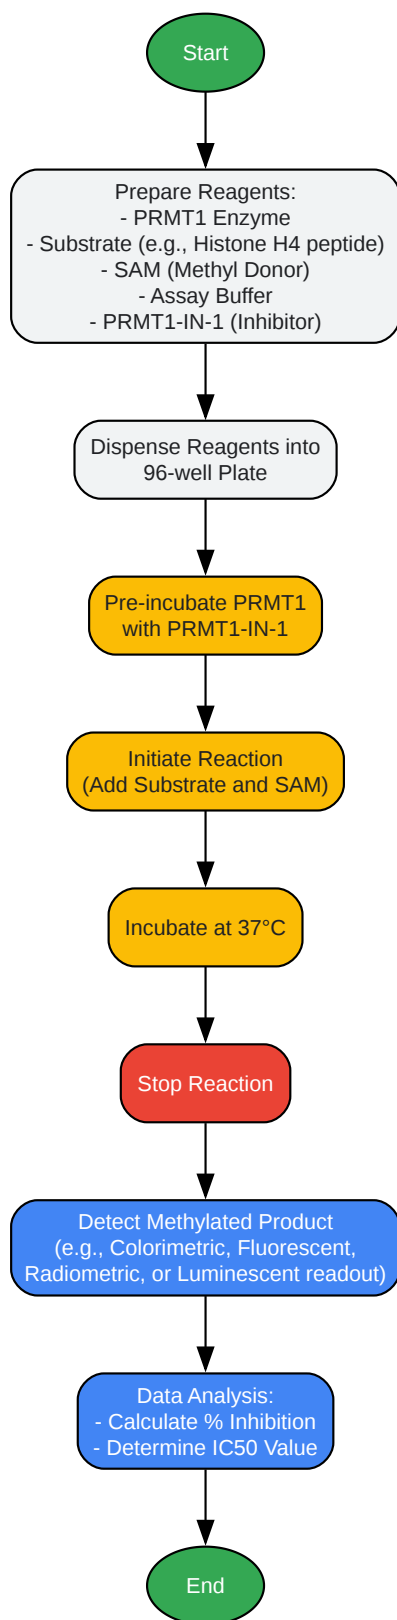 Start
Prepare Reagents:
- PRMT1 Enzyme
- Substrate (e.g., Histone H4 peptide)
- SAM (Methyl Donor)
- Assay Buffer
- PRMT1-IN-1 (Inhibitor)
Dispense Reagents into
96-well Plate
Pre-incubate PRMT1
with PRMT1-IN-1
Initiate Reaction
(Add Substrate and SAM)
Incubate at 37°C
Stop Reaction
Detect Methylated Product
(e.g., Colorimetric, Fluorescent,
Radiometric, or Luminescent readout)
Data Analysis:
- Calculate % Inhibition
- Determine IC50 Value
End